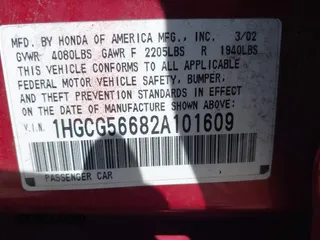 MFD. BY HONDA OF AMERICA MFG., INC. 3/02
GVWR 4080LBS GAWR F 2205LBS R 1940LBS
THIS VEHICLE CONFORMS TO ALL APPLICABLE
FEDERAL MOTOR VEHICLE SAFETY, BUMPER,
AND THEFT PREVENTION STANDARDS IN EFFECT
ON THE DATE OF MANUFACTURE SHOWN ABOVE.
V.I.N. 1HGCG56682A101609
PASSENGER CAR